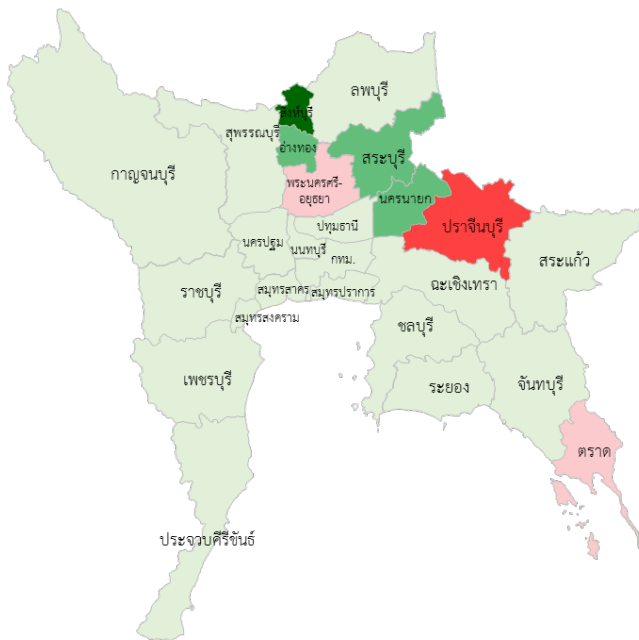 ลพบุรี
สิงห์บุรี
สุพรรณบุรี
อ่างทอง
สระบุรี
กาญจนบุรี
พระนครศรี-
อยุธยา
นครนายก
ปทุมธานี
ปราจีนบุรี
นครปฐม
นนทบุรี
กทม.
สระแก้ว
ราชบุรี
สมุทรสาคร
สมุทรปราการ
ฉะเชิงเทรา
สมุทรสงคราม
ชลบุรี
เพชรบุรี
ระยอง
จันทบุรี
ตราด
ประจวบคีรีขันธ์